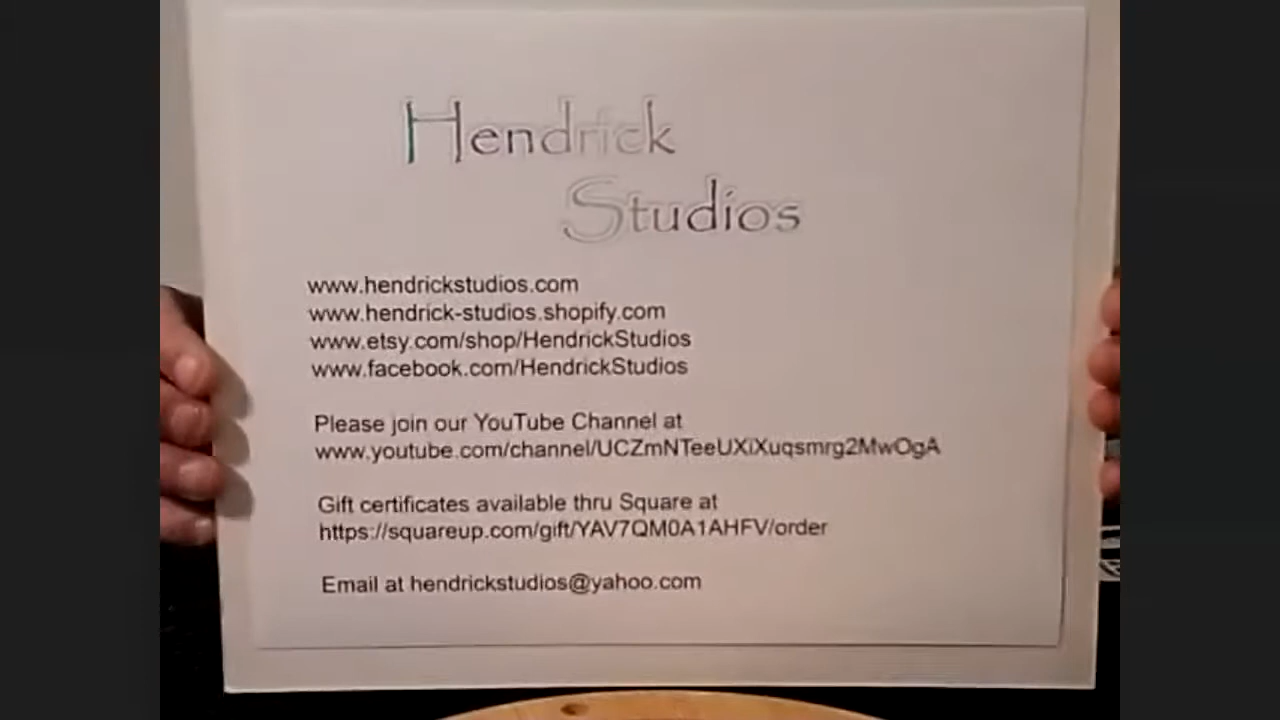 Hendrick
Studios
www.hendrickstudios.com
www.hendrick-studios.shopify.com
www.etsy.com/shop/HendrickStudios
www.facebook.com/HendrickStudios
Please join our YouTube Channel at
www.youtube.com/channel/UCZmNTeeUXiXuqsmrg2MwOgA
Gift certificates available thru Square at
https://squareup.com/gift/YAV7QM0A1AHFV/order
Email at hendrickstudios@yahoo.com